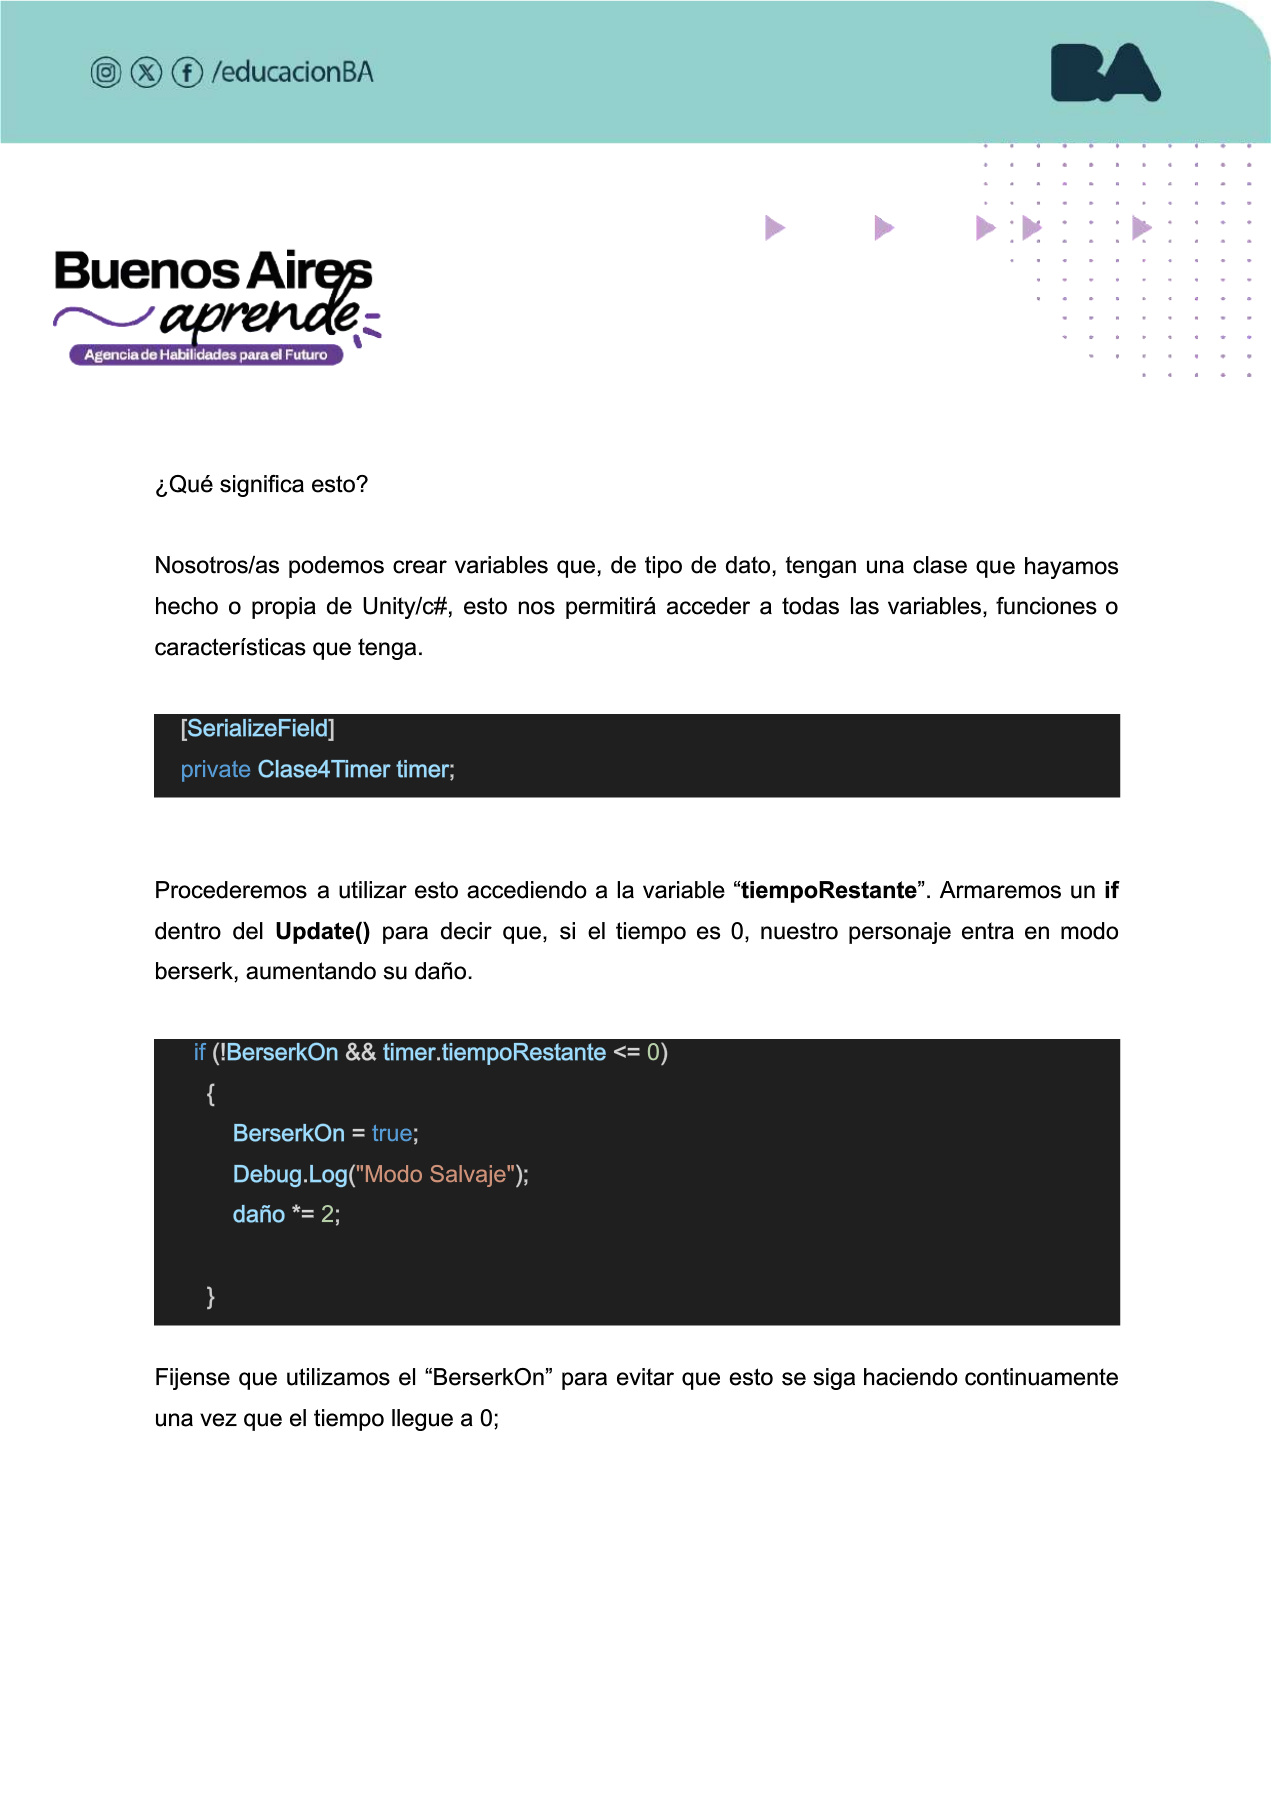 /educacionBA
BA
Buenos Aires
aprende
Agencia de Habilidades para el Futuro
¿Qué significa esto?
Nosotros/as podemos crear variables que, de tipo de dato, tengan una clase que hayamos
hecho o propia de Unity/c#, esto nos permitirá acceder a todas las variables, funciones o
características que tenga.
[SerializeField]
private Clase4Timer timer;
Procederemos a utilizar esto accediendo a la variable “tiempoRestante”. Armaremos un if
dentro del Update() para decir que, si el tiempo es 0, nuestro personaje entra en modo
berserk, aumentando su daño.
if (!BerserkOn && timer.tiempoRestante <= 0)
{
BerserkOn = true;
Debug.Log("Modo Salvaje");
daño *= 2;
}
Fijense que utilizamos el “BerserkOn” para evitar que esto se siga haciendo continuamente
una vez que el tiempo llegue a 0;